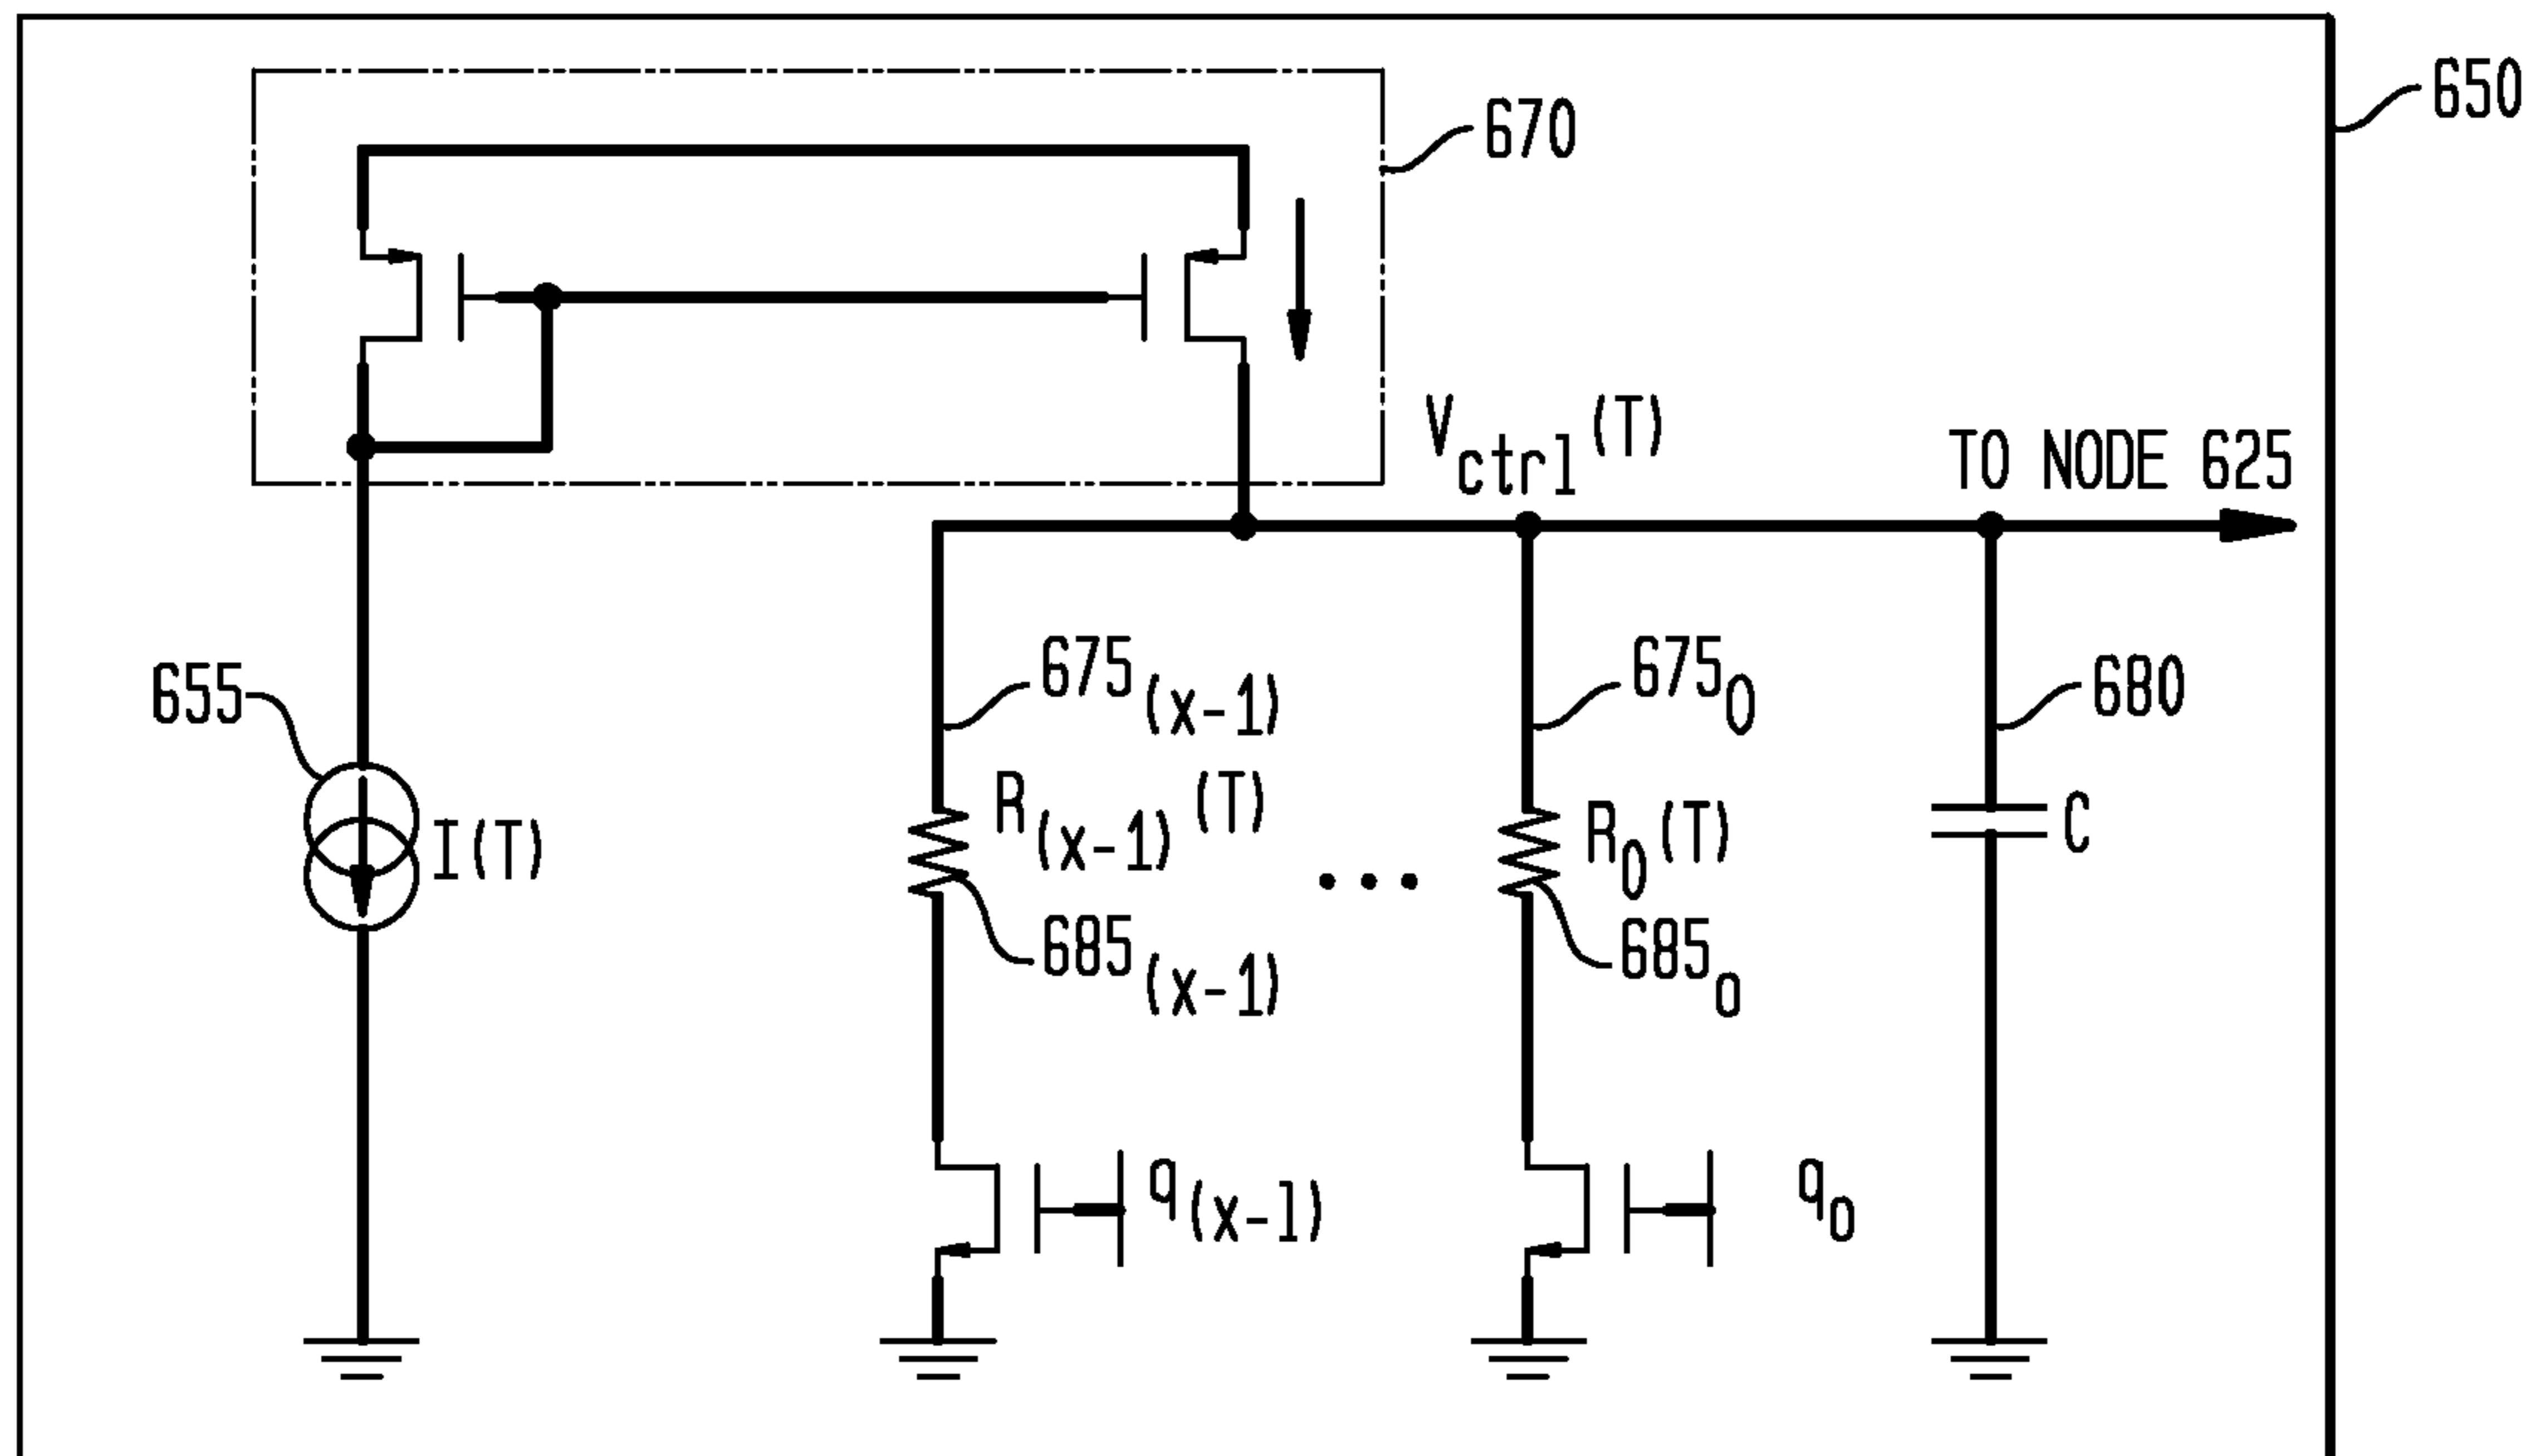 650
670
V_ctrl(T)
TO NODE 625
655
675_(x-1)
675_0
680
R_(x-1)(T)
R_0(T)
C
I(T)
685_(x-1)
685_0
q_(x-1)
q_0